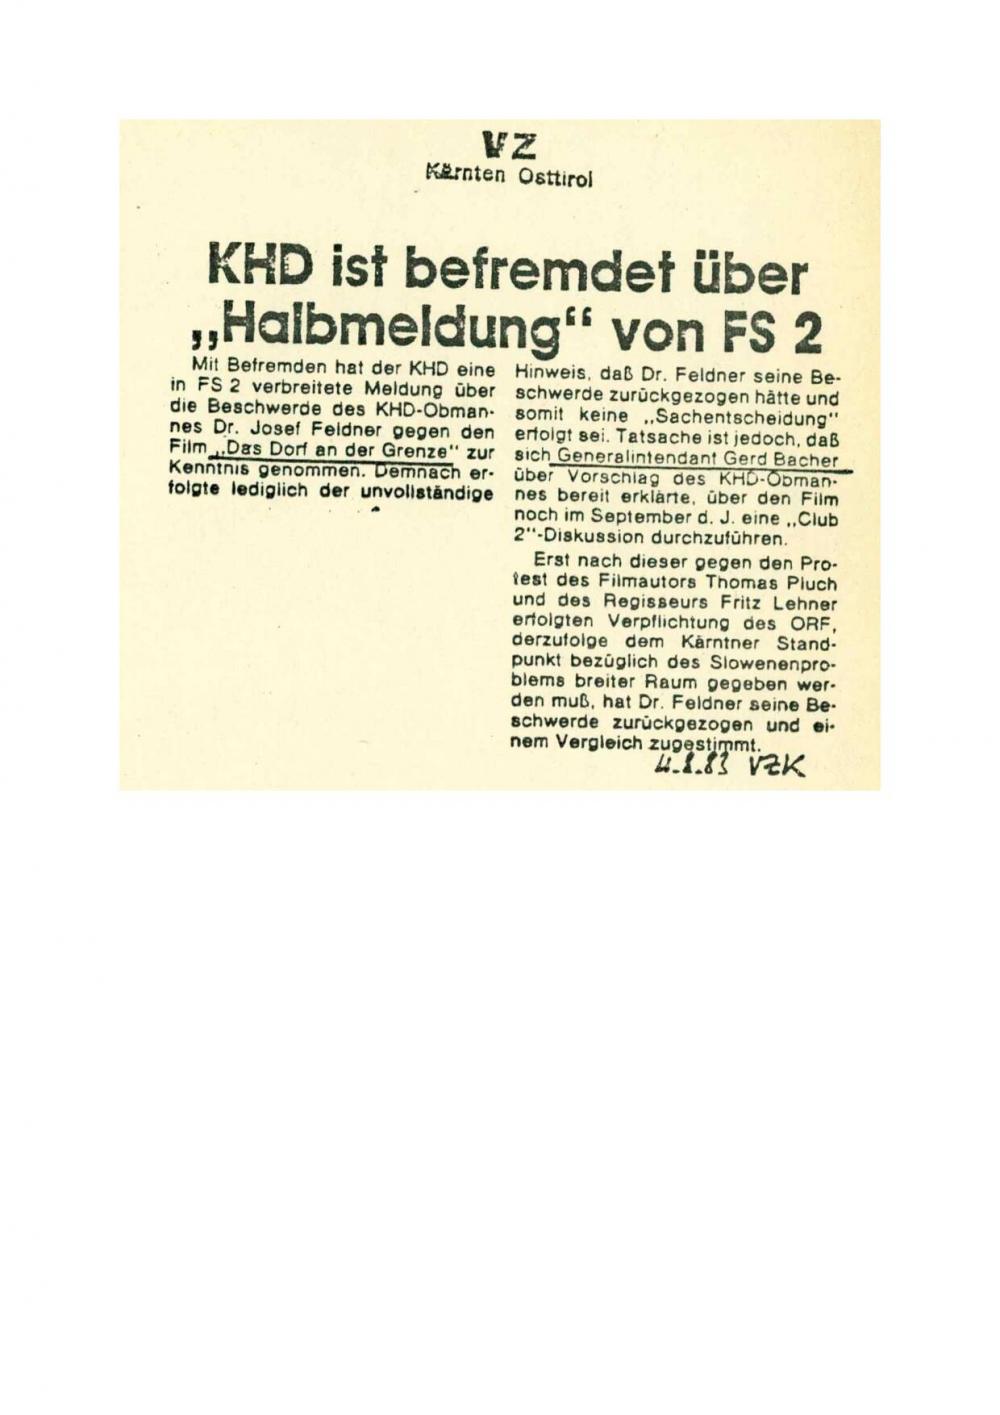 VZ
Kärnten Osttirol
KHD ist befremdet über
„Halbmeldung“ von FS 2
Mit Befremden hat der KHD eine
in FS 2 verbreitete Meldung über
die Beschwerde des KHD-Obman-
nes Dr. Josef Feldner gegen den
Film „Das Dorf an der Grenze“ zur
Kenntnis genommen. Demnach er-
folgte lediglich der unvollständige
Hinweis, daß Dr. Feldner seine Be-
schwerde zurückgezogen hätte und
somit keine „Sachentscheidung“
erfolgt sei. Tatsache ist jedoch, daß
sich Generalintendant Gerd Bacher
über Vorschlag des KHD-Obman-
nes bereit erklärte, über den Film
noch im September d. J. eine „Club
2“-Diskussion durchzuführen.
Erst nach dieser gegen den Pro-
test des Filmautors Thomas Pluch
und des Regisseurs Fritz Lehner
erfolgten Verpflichtung des ORF,
derzufolge dem Kärntner Stand-
punkt bezüglich des Slowenenpro-
blems breiter Raum gegeben wer-
den muß, hat Dr. Feldner seine Be-
schwerde zurückgezogen und ei-
nem Vergleich zugestimmt.
4.8.83 VZK